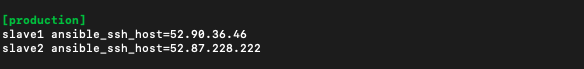 [production]
slave1 ansible_ssh_host=52.90.36.46
slave2 ansible_ssh_host=52.87.228.222